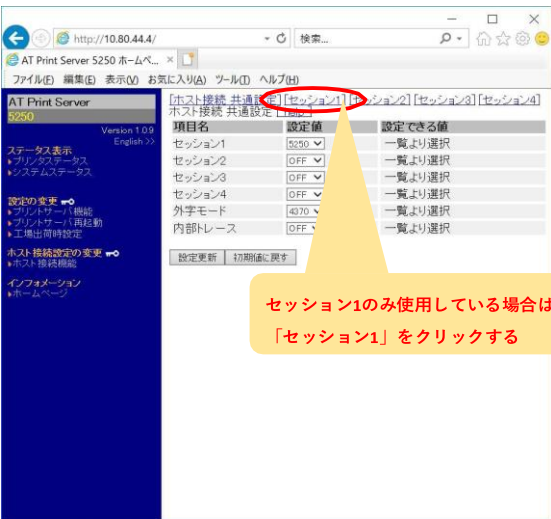 http://10.80.44.4/
検索...
AT Print Server 5250 ホームペ...
ファイル(F) 編集(E) 表示(V) お気に入り(A) ツール(T) ヘルプ(H)
AT Print Server
5250
Version 1.0.9
English >>
ステータス表示
プリンタステータス
システムステータス
設定の変更
プリントサーバ機能
プリントサーバ再起動
工場出荷時設定
ホスト接続設定の変更
ホスト接続機能
インフォメーション
ホームページ
[ホスト接続 共通設定] [セッション1] [セッション2] [セッション3] [セッション4]
ホスト接続 共通設定
項目名 設定値 設定できる値
セッション1 5250 一覧より選択
セッション2 OFF 一覧より選択
セッション3 OFF 一覧より選択
セッション4 OFF 一覧より選択
外字モード 4370 一覧より選択
内部トレース OFF 一覧より選択
設定更新 初期値に戻す
セッション1のみ使用している場合は
「セッション1」をクリックする